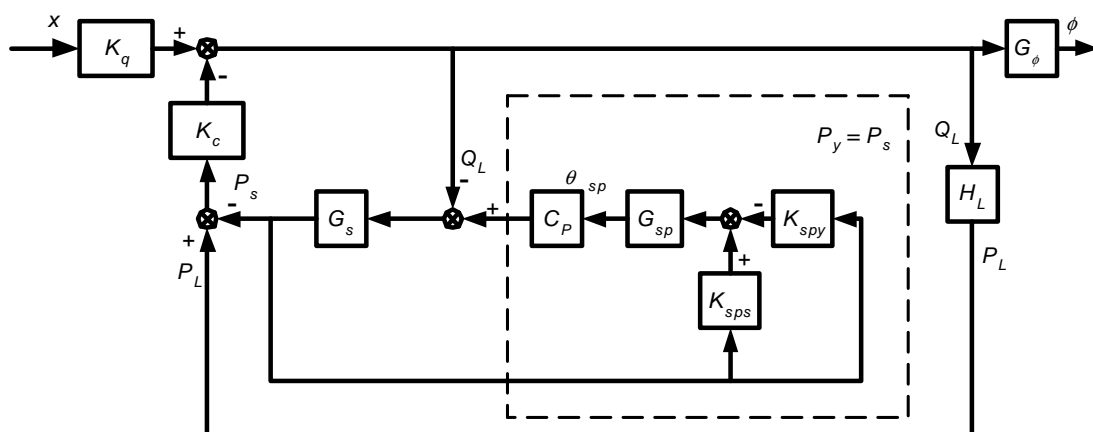 x
K_q
+
-
K_c
P_s
-
+
P_L
G_s
Q_L
-
+
θ_sp
C_P
G_sp
-
+
K_spy
K_sps
P_y = P_s
G_ϕ
ϕ
Q_L
H_L
P_L